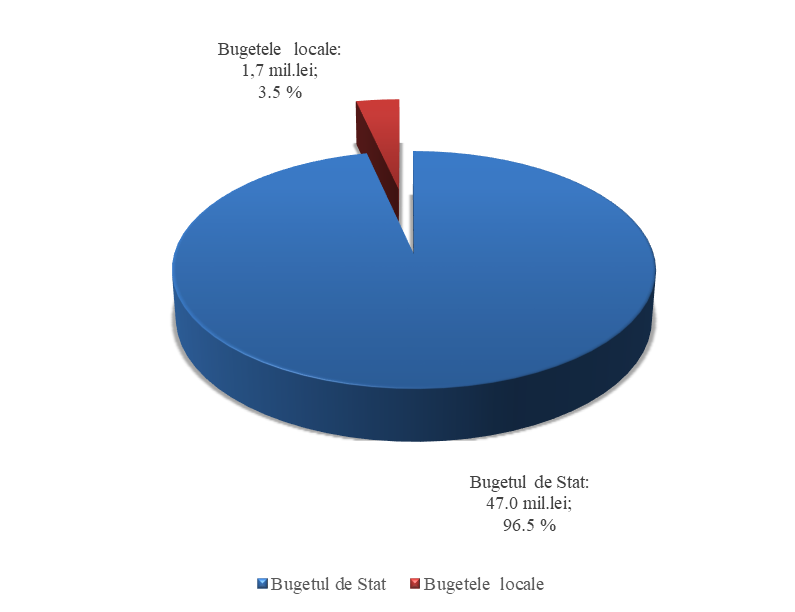 Bugetele locale:
1,7 mil.lei;
3.5 %
Bugetul de Stat:
47.0 mil.lei;
96.5 %
Bugetul de Stat
Bugetele locale